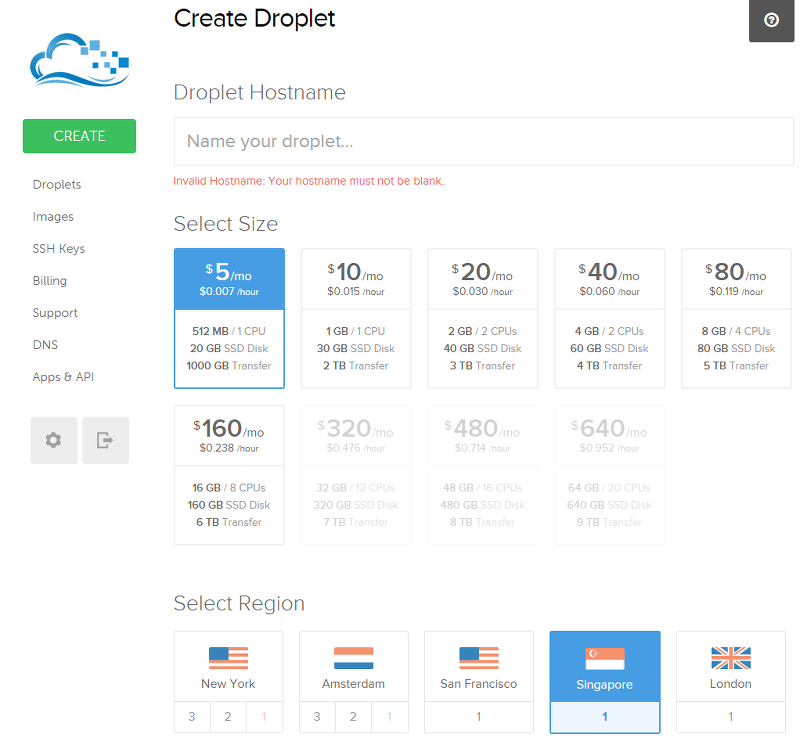 Create Droplet
Droplet Hostname
CREATE
Name your droplet...
Invalid Hostname: Your hostname must not be blank.
Droplets
Images
SSH Keys
Billing
Support
DNS
Apps & API
Select Size
$5/mo
$0.007 /hour
512 MB / 1 CPU
20 GB SSD Disk
1000 GB Transfer
$10/mo
$0.015 /hour
1 GB / 1 CPU
30 GB SSD Disk
2 TB Transfer
$20/mo
$0.030 /hour
2 GB / 2 CPUs
40 GB SSD Disk
3 TB Transfer
$40/mo
$0.060 /hour
4 GB / 2 CPUs
60 GB SSD Disk
4 TB Transfer
$80/mo
$0.119 /hour
8 GB / 4 CPUs
80 GB SSD Disk
5 TB Transfer
$160/mo
$0.238 /hour
16 GB / 8 CPUs
160 GB SSD Disk
6 TB Transfer
$320/mo
$0.476 /hour
32 GB / 12 CPUs
320 GB SSD Disk
7 TB Transfer
$480/mo
$0.714 /hour
48 GB / 16 CPUs
480 GB SSD Disk
8 TB Transfer
$640/mo
$0.952 /hour
64 GB / 20 CPUs
640 GB SSD Disk
9 TB Transfer
Select Region
New York
3 2 1
Amsterdam
3 2 1
San Francisco
1
Singapore
1
London
1